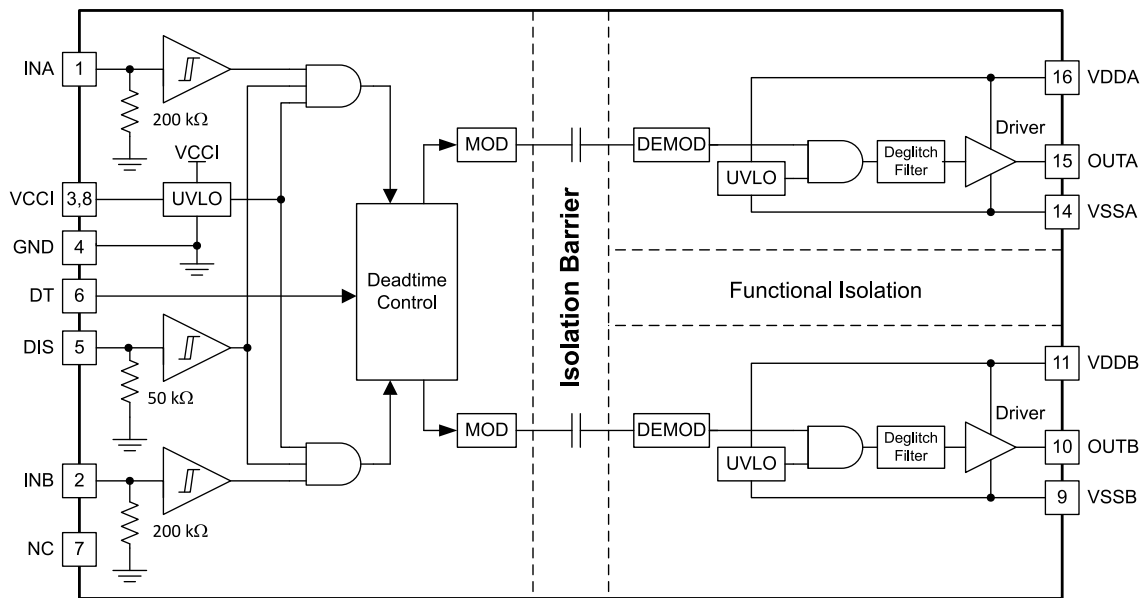 INA 1
200 kΩ
VCCI
VCCI 3,8
UVLO
GND 4
DT 6
DIS 5
50 kΩ
INB 2
200 kΩ
NC 7
Deadtime
Control
MOD
MOD
Isolation Barrier
DEMOD
UVLO
Deglitch
Filter
Driver
16 VDDA
15 OUTA
14 VSSA
Functional Isolation
DEMOD
UVLO
Deglitch
Filter
Driver
11 VDDB
10 OUTB
9 VSSB